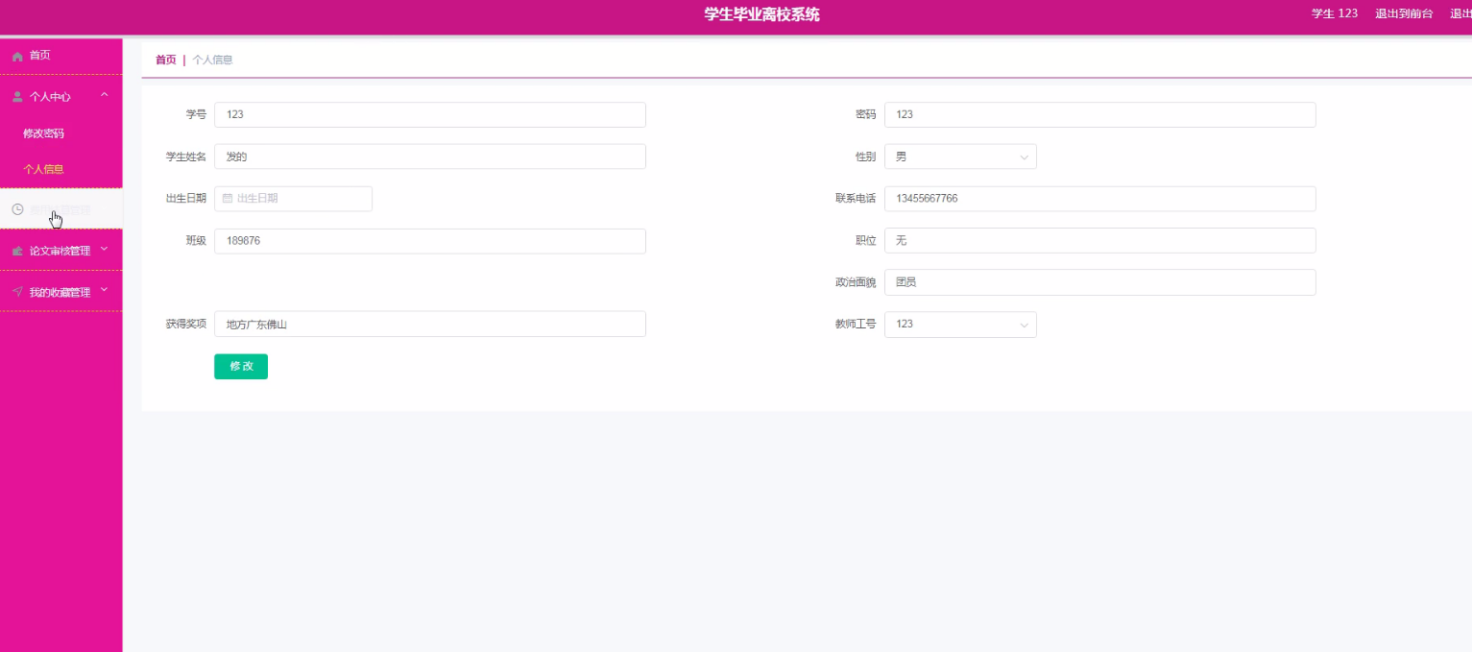 学生毕业离校系统
学生 123 退出到前台 退出
首页
个人中心
修改密码
个人信息
论文审核管理
我的收藏管理
首页 | 个人信息
学号 123 密码 123
学生姓名 发的 性别 男
出生日期 出生日期 联系电话 13455667766
班级 189876 职位 无
政治面貌 团员
获得奖项 地方广东佛山 教师工号 123
修改